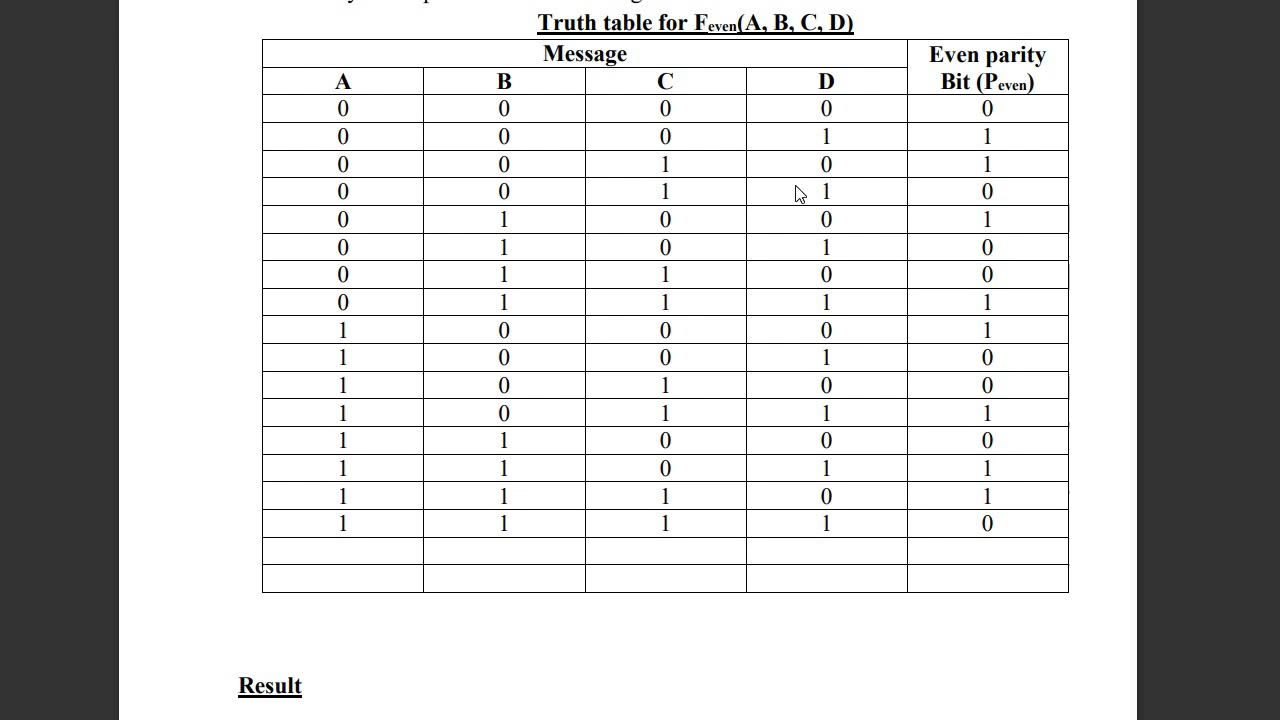 Truth table for Feven(A, B, C, D)
Message Even parity Bit (Peven)
A B C D
0 0 0 0 0
0 0 0 1 1
0 0 1 0 1
0 0 1 1 0
0 1 0 0 1
0 1 0 1 0
0 1 1 0 0
0 1 1 1 1
1 0 0 0 1
1 0 0 1 0
1 0 1 0 0
1 0 1 1 1
1 1 0 0 0
1 1 0 1 1
1 1 1 0 1
1 1 1 1 0
Result